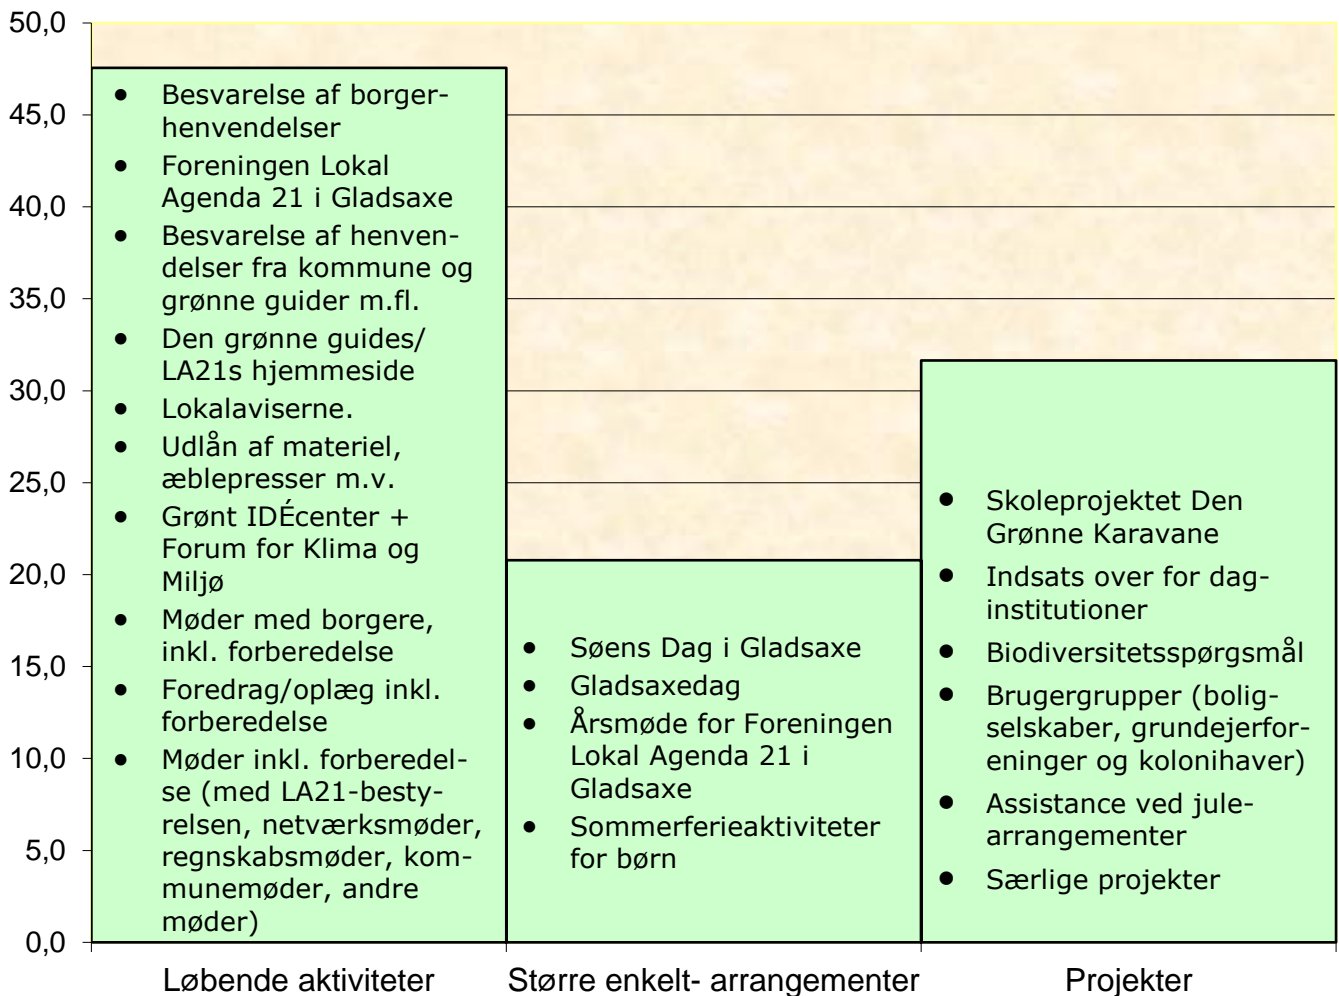 50,0
45,0
40,0
35,0
30,0
25,0
20,0
15,0
10,0
5,0
0,0
● Besvarelse af borger-
henvendelser
● Foreningen Lokal
Agenda 21 i Gladsaxe
● Besvarelse af henven-
delser fra kommune og
grønne guider m.fl.
● Den grønne guides/
LA21s hjemmeside
● Lokalaviserne.
● Udlån af materiel,
æblepresser m.v.
● Grønt IDÉcenter +
Forum for Klima og
Miljø
● Møder med borgere,
inkl. forberedelse
● Foredrag/oplæg inkl.
forberedelse
● Møder inkl. forberedel-
se (med LA21-besty-
relsen, netværksmøder,
regnskabsmøder, kom-
munemøder, andre
møder)
● Søens Dag i Gladsaxe
● Gladsaxedag
● Årsmøde for Foreningen
Lokal Agenda 21 i
Gladsaxe
● Sommerferieaktiviteter
for børn
● Skoleprojektet Den
Grønne Karavane
● Indsats over for dag-
institutioner
● Biodiversitetsspørgsmål
● Brugergrupper (bolig-
selskaber, grundejerfor-
eninger og kolonihaver)
● Assistance ved jule-
arrangementer
● Særlige projekter
Løbende aktiviteter
Større enkelt- arrangementer
Projekter